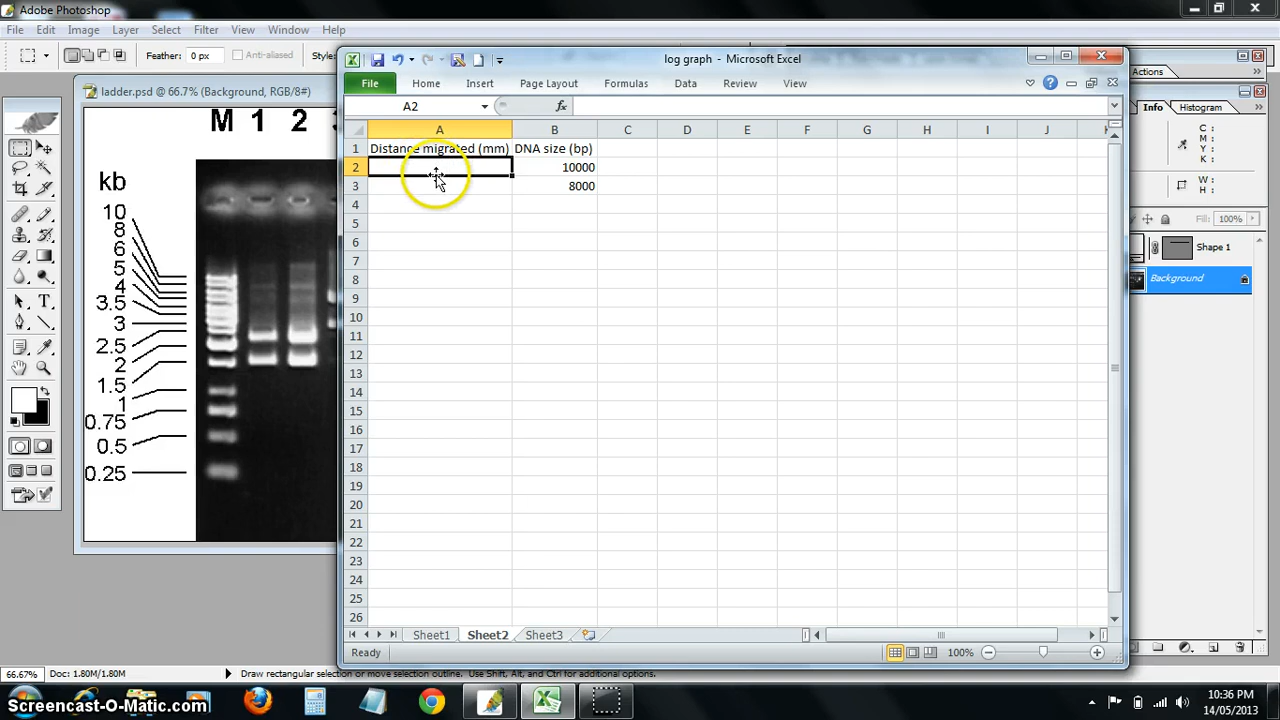 Adobe Photoshop
File Edit Image Layer Select Filter View Window Help
Feather: 0 px Anti-aliased Style:
ladder.psd @ 66.7% (Background, RGB/8#)
M 1 2
kb
10
8
6
5
4
3.5
3
2.5
2
1.5
1
0.75
0.5
0.25
log graph - Microsoft Excel
File Home Insert Page Layout Formulas Data Review View
A2 fx
A B C D E F G H I J
1 Distance migrated (mm) DNA size (bp)
2 10000
3 8000
4
5
6
7
8
9
10
11
12
13
14
15
16
17
18
19
20
21
22
23
24
25
26
Sheet1 Sheet2 Sheet3
Ready 100%
Actions
Info Histogram
C :
M :
Y :
K :
X :
Y :
W :
H :
Fill: 100%
Shape 1
Background
66.67% Doc: 1.80M/1.80M Draw rectangular selection or move selection outline. Use Shift, Alt, and Ctrl for additional options.
Screencast-O-Matic.com
10:36 PM
14/05/2013